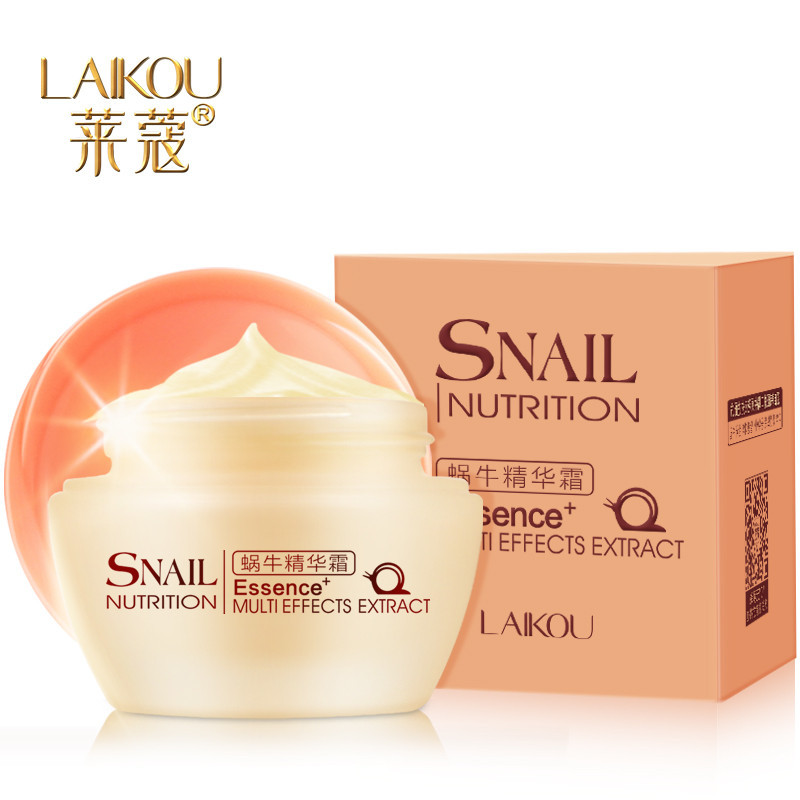 LAIKOU
莱蔻®
SNAIL
NUTRITION
蜗牛精华霜
sence+
TI EFFECTS EXTRACT
LAIKOU
SNAIL
NUTRITION
蜗牛精华霜
Essence+
MULTI EFFECTS EXTRACT